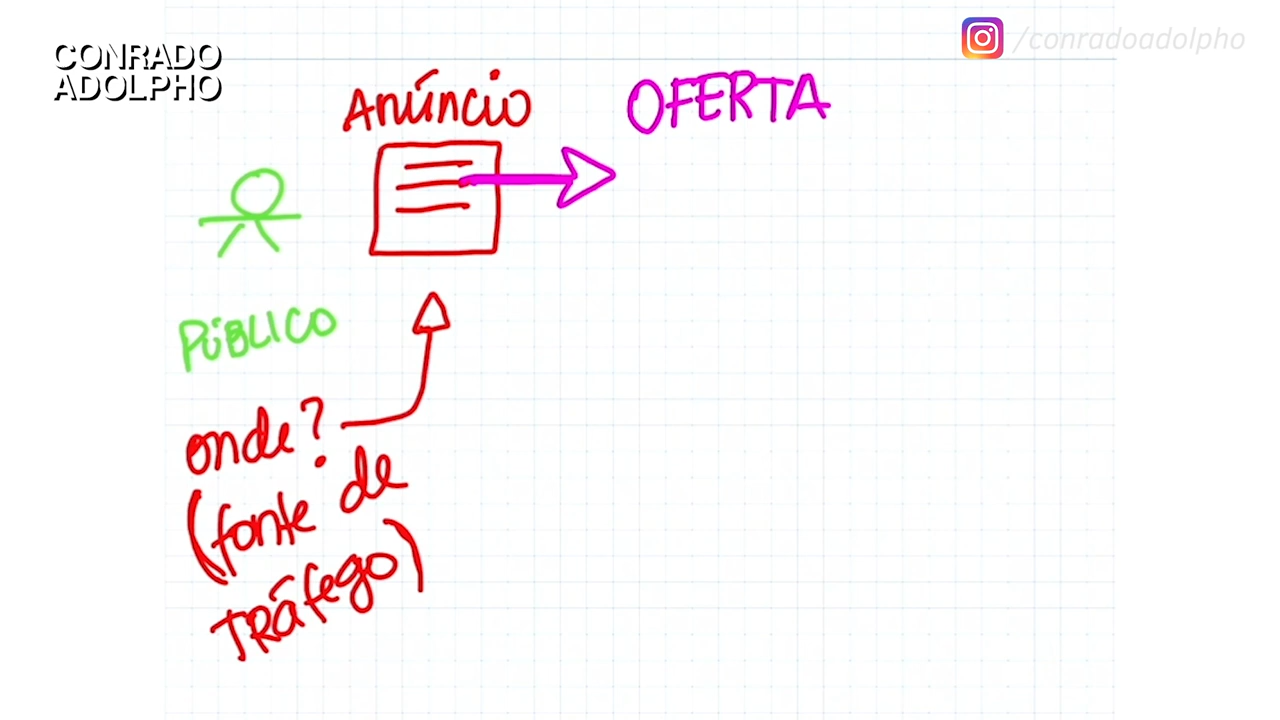 CONRADO
ADOLPHO
/conradoadolpho
Anúncio
OFERTA
PÚBLICO
onde?
(fonte de
TRáfego)